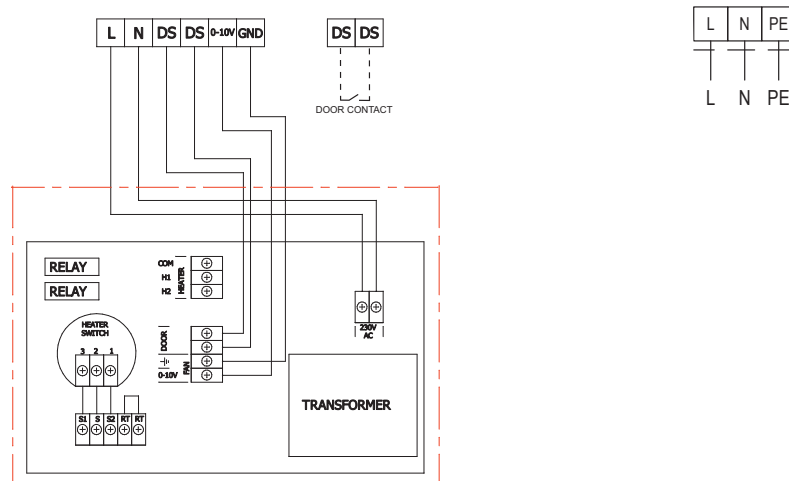 L N DS DS 0-10V GND
DS DS
DOOR CONTACT
L N PE
L N PE
RELAY
RELAY
COM
H1
H2
HEATER
HEATER
SWITCH
3 2 1
DOOR
FAN
0-10V
230V
AC
TRANSFORMER
S1 S S2 RT RT